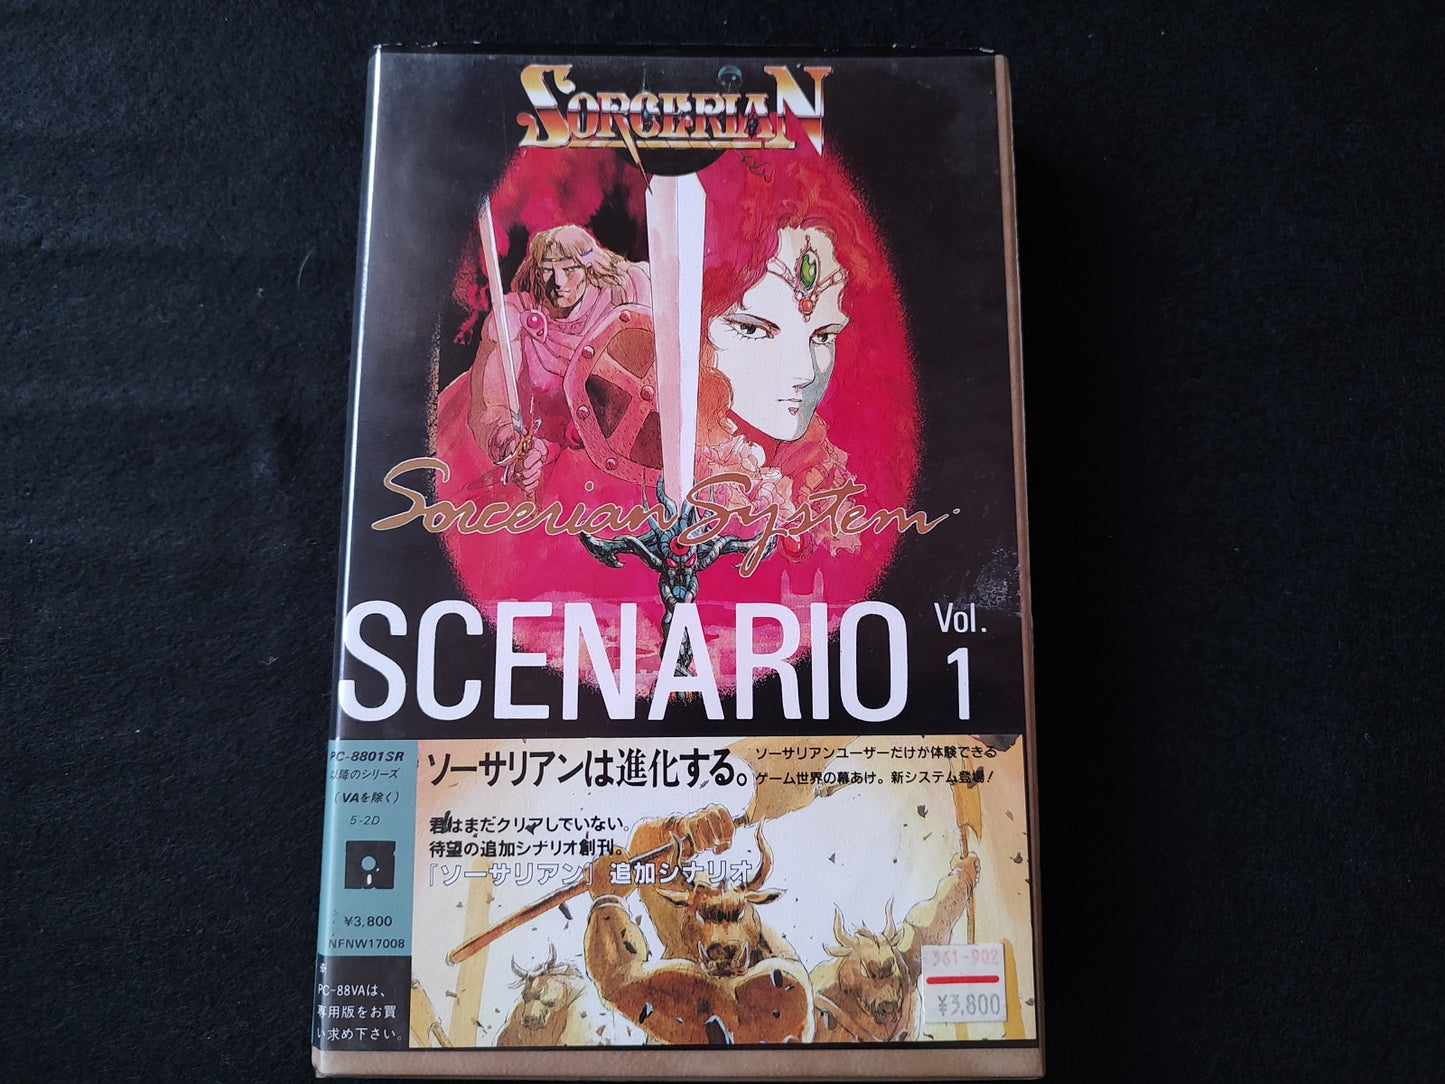 SORCERIAN
Sorcerian System
SCENARIO Vol. 1
PC-8801SR
以降のシリーズ
(VAを除く)
5-2D
¥3,800
NFNW17008
※
PC-88VAは、
専用版をお買
い求め下さい。
ソーサリアンは進化する。
ソーサリアンユーザーだけが体験できる
ゲーム世界の幕あけ。新システム登場!
君はまだクリアしていない。
待望の追加シナリオ創刊。
「ソーサリアン」追加シナリオ
361-902
¥3,800